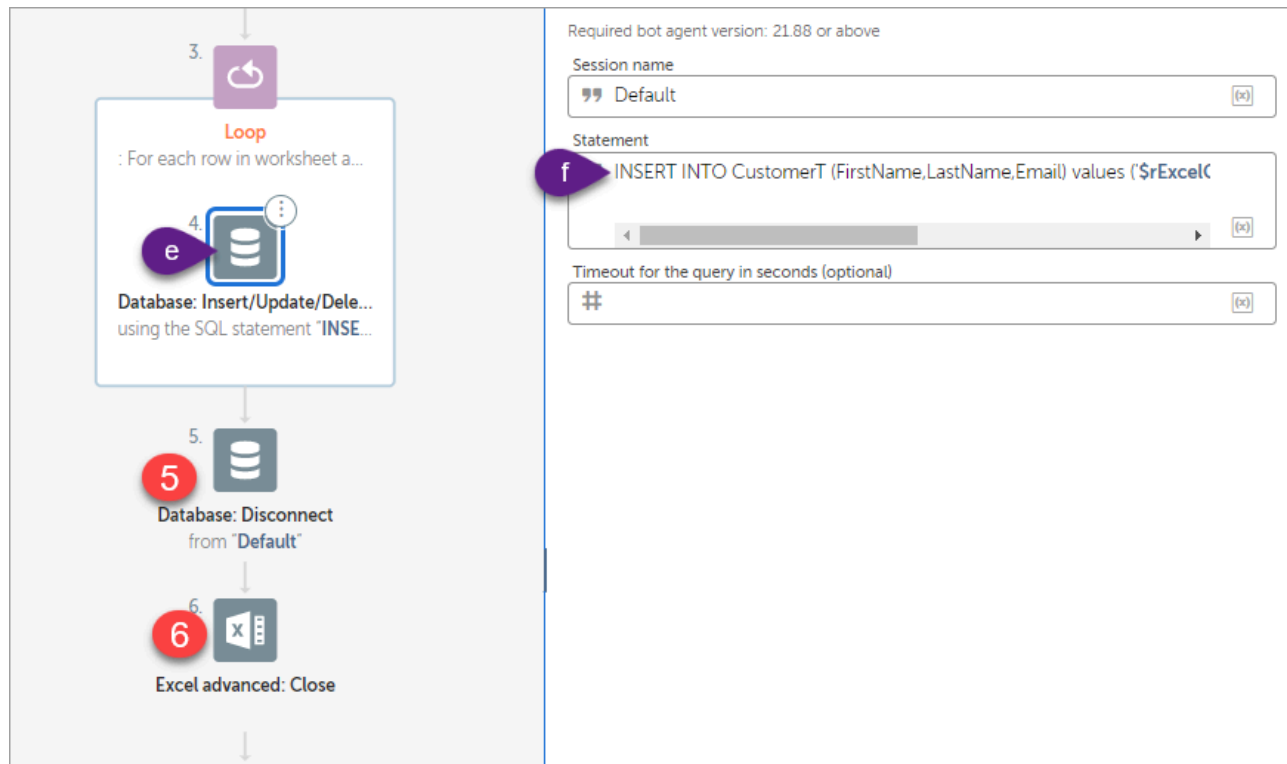 3.
Loop
: For each row in worksheet a...
4.
e
Database: Insert/Update/Dele...
using the SQL statement "INSE...
5.
5
Database: Disconnect
from "Default"
6.
6
X
Excel advanced: Close
Required bot agent version: 21.88 or above
Session name
Default
(x)
Statement
f
INSERT INTO CustomerT (FirstName,LastName,Email) values ('$rExcel
(x)
Timeout for the query in seconds (optional)
#
(x)